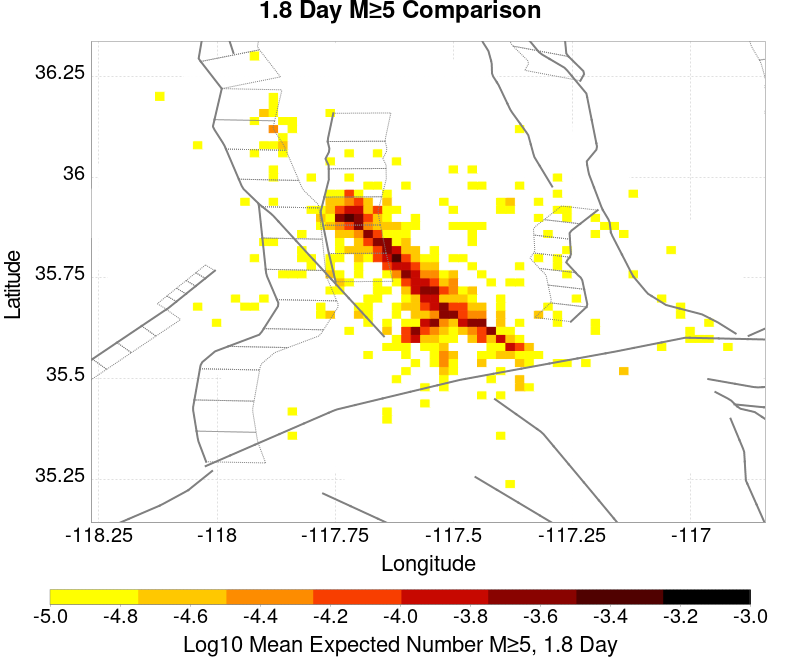 1.8 Day M≥5 Comparison
36.25
36
35.75
35.5
35.25
Latitude
-118.25 -118 -117.75 -117.5 -117.25 -117
Longitude
-5.0 -4.8 -4.6 -4.4 -4.2 -4.0 -3.8 -3.6 -3.4 -3.2 -3.0
Log10 Mean Expected Number M≥5, 1.8 Day